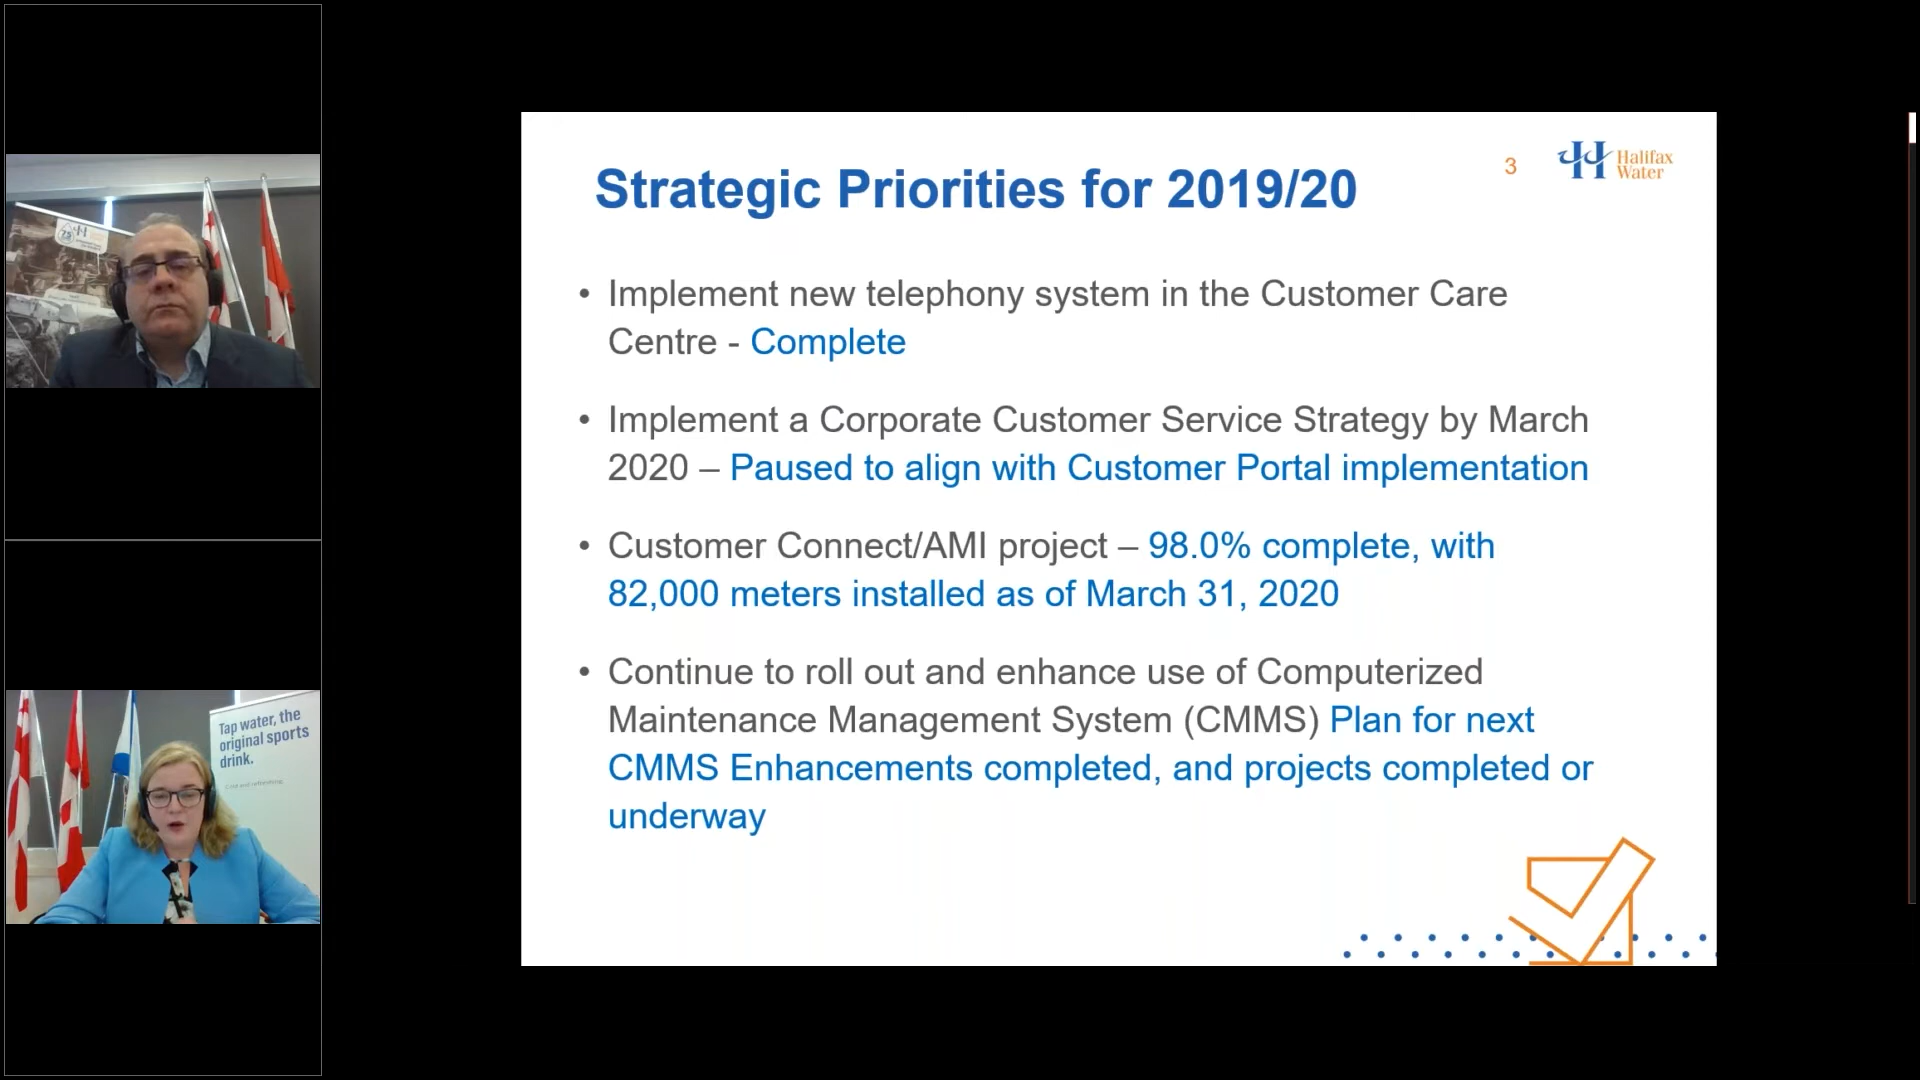 75
Tap water, the
original sports
drink.
Strategic Priorities for 2019/20
3
Halifax
Water
• Implement new telephony system in the Customer Care
Centre - Complete
• Implement a Corporate Customer Service Strategy by March
2020 – Paused to align with Customer Portal implementation
• Customer Connect/AMI project – 98.0% complete, with
82,000 meters installed as of March 31, 2020
• Continue to roll out and enhance use of Computerized
Maintenance Management System (CMMS) Plan for next
CMMS Enhancements completed, and projects completed or
underway